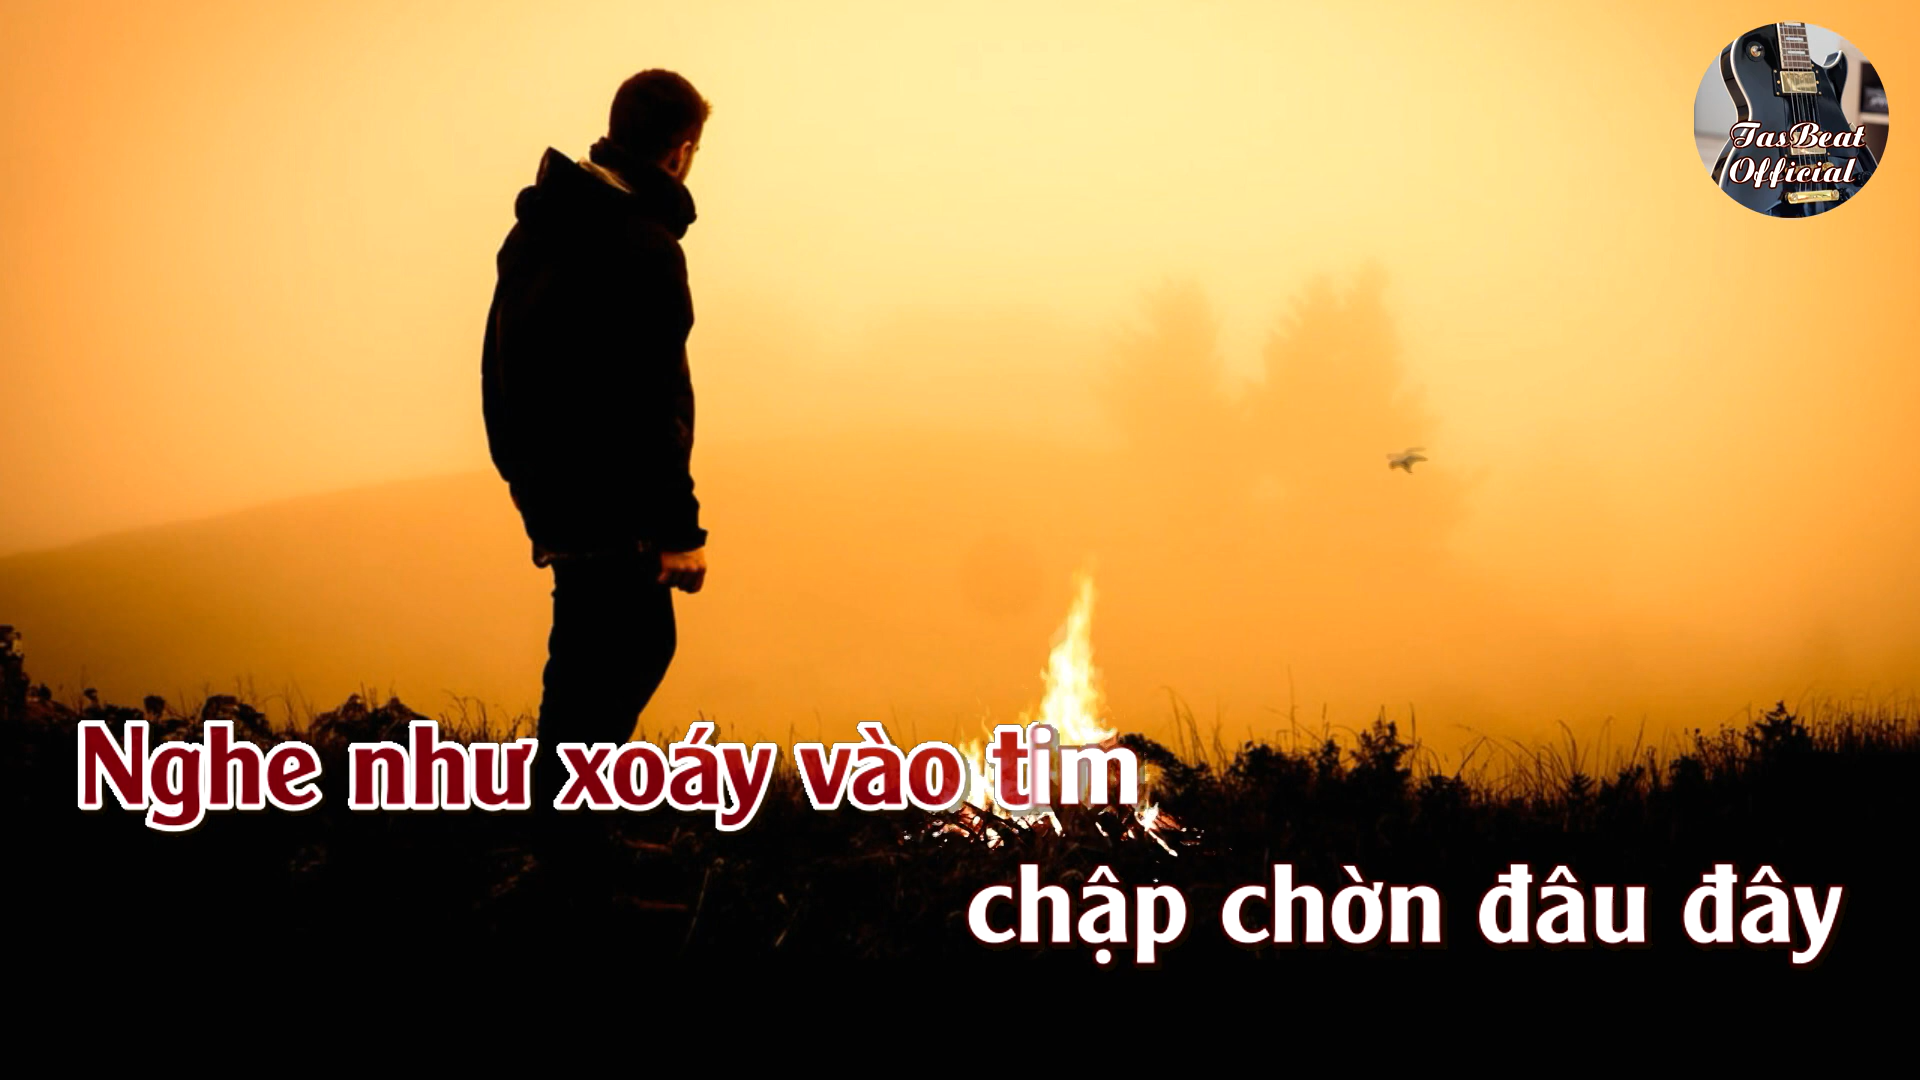 TasBeat
Official
Nghe như xoáy vào tim
chập chờn đâu đây